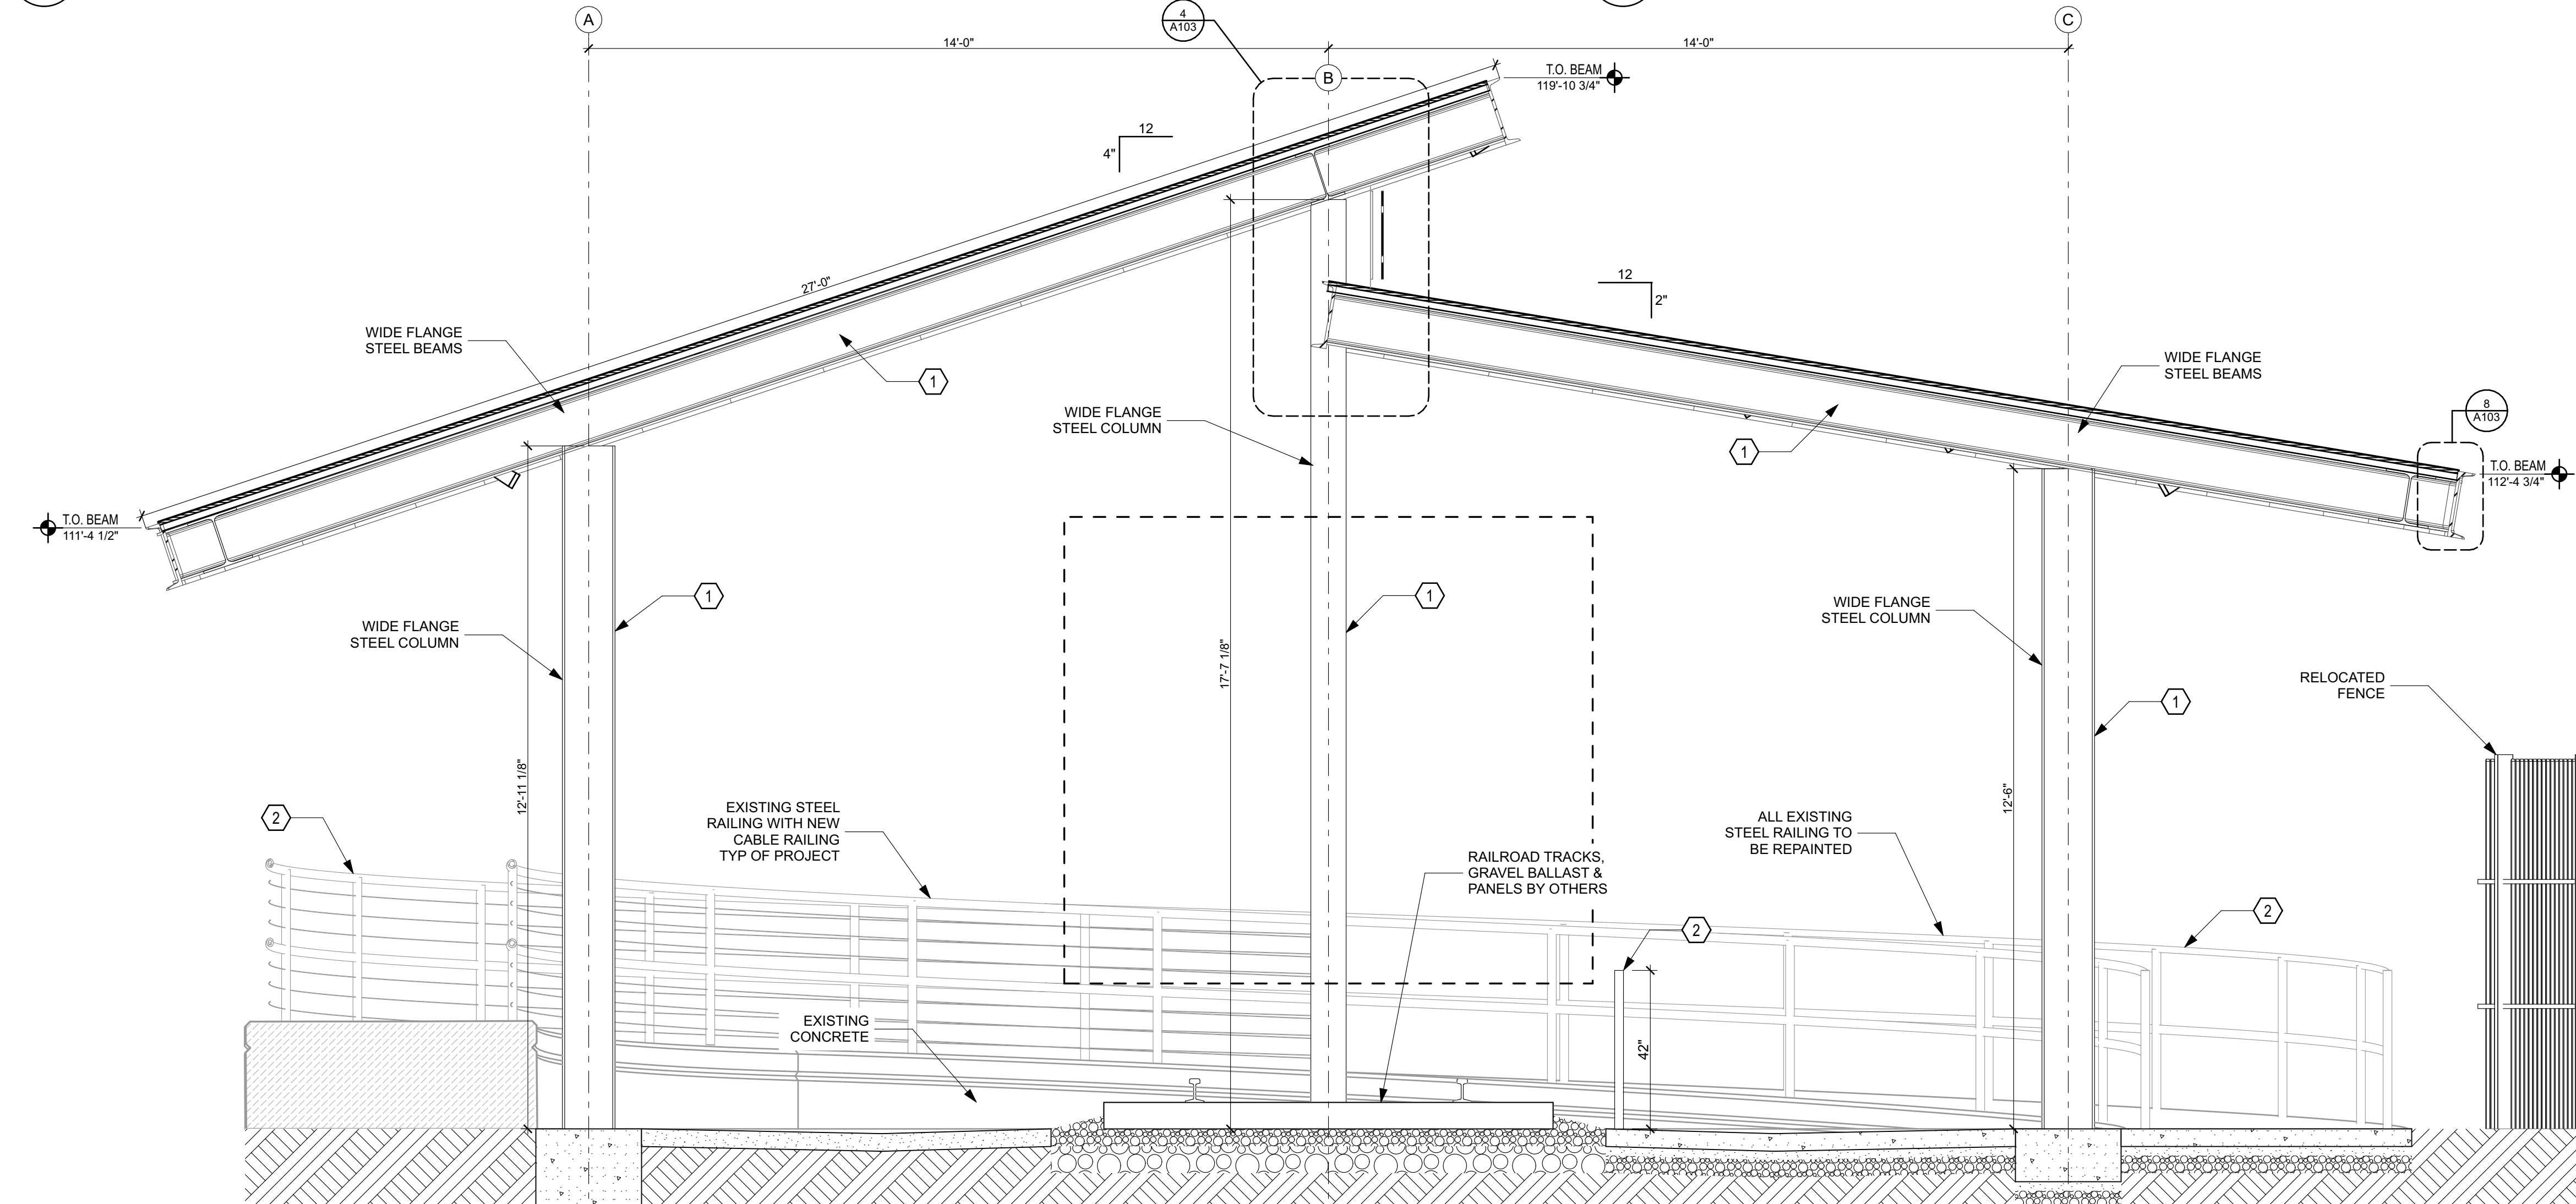 A
4
A103
C
14'-0"
14'-0"
B
T.O. BEAM
119'-10 3/4"
12
4"
12
2"
27'-0"
WIDE FLANGE
STEEL BEAMS
1
WIDE FLANGE
STEEL BEAMS
WIDE FLANGE
STEEL COLUMN
1
8
A103
T.O. BEAM
112'-4 3/4"
T.O. BEAM
111'-4 1/2"
1
1
WIDE FLANGE
STEEL COLUMN
WIDE FLANGE
STEEL COLUMN
17'-7 1/8"
RELOCATED
FENCE
1
12'-11 1/8"
12'-6"
2
EXISTING STEEL
RAILING WITH NEW
CABLE RAILING
TYP OF PROJECT
ALL EXISTING
STEEL RAILING TO
BE REPAINTED
RAILROAD TRACKS,
GRAVEL BALLAST &
PANELS BY OTHERS
2
2
EXISTING
CONCRETE
42"